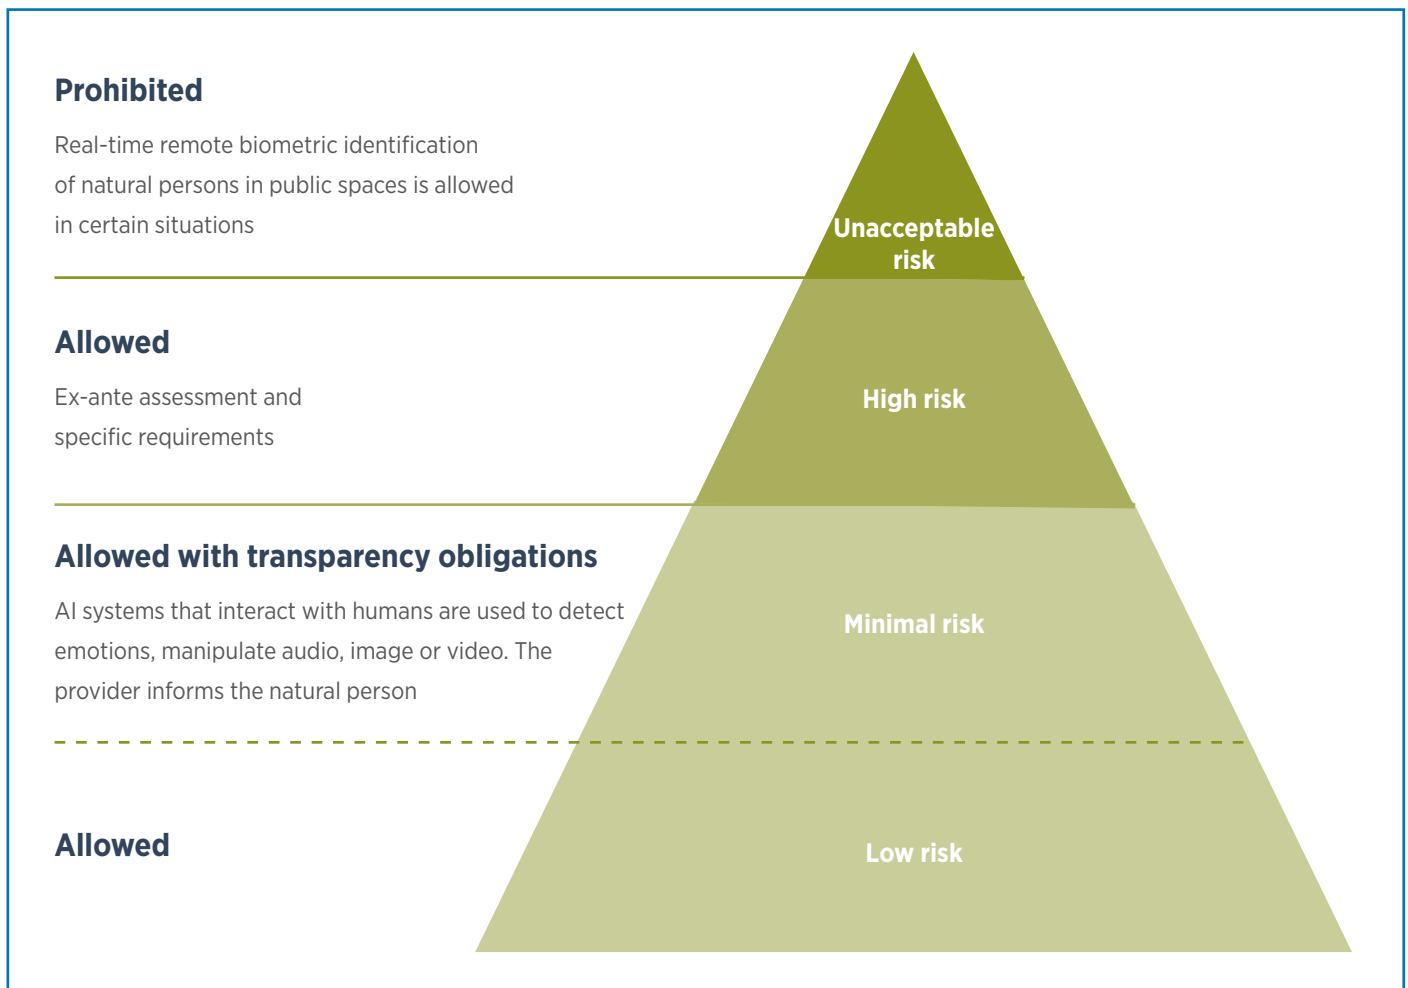 Prohibited
Real-time remote biometric identification
of natural persons in public spaces is allowed
in certain situations
Unacceptable
risk
Allowed
Ex-ante assessment and
specific requirements
High risk
Allowed with transparency obligations
AI systems that interact with humans are used to detect
emotions, manipulate audio, image or video. The
provider informs the natural person
Minimal risk
Allowed
Low risk